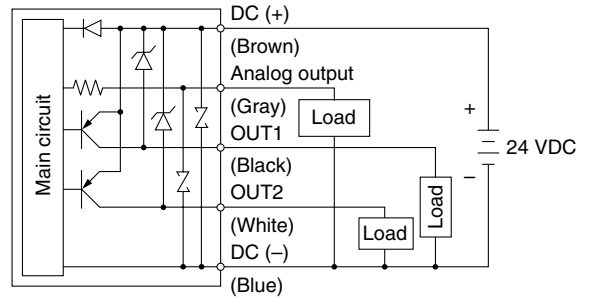 DC (+)
(Brown)
Analog output
(Gray)
Load
OUT1
(Black)
OUT2
(White)
Load
Load
DC (–)
(Blue)
Main circuit
+
24 VDC
–